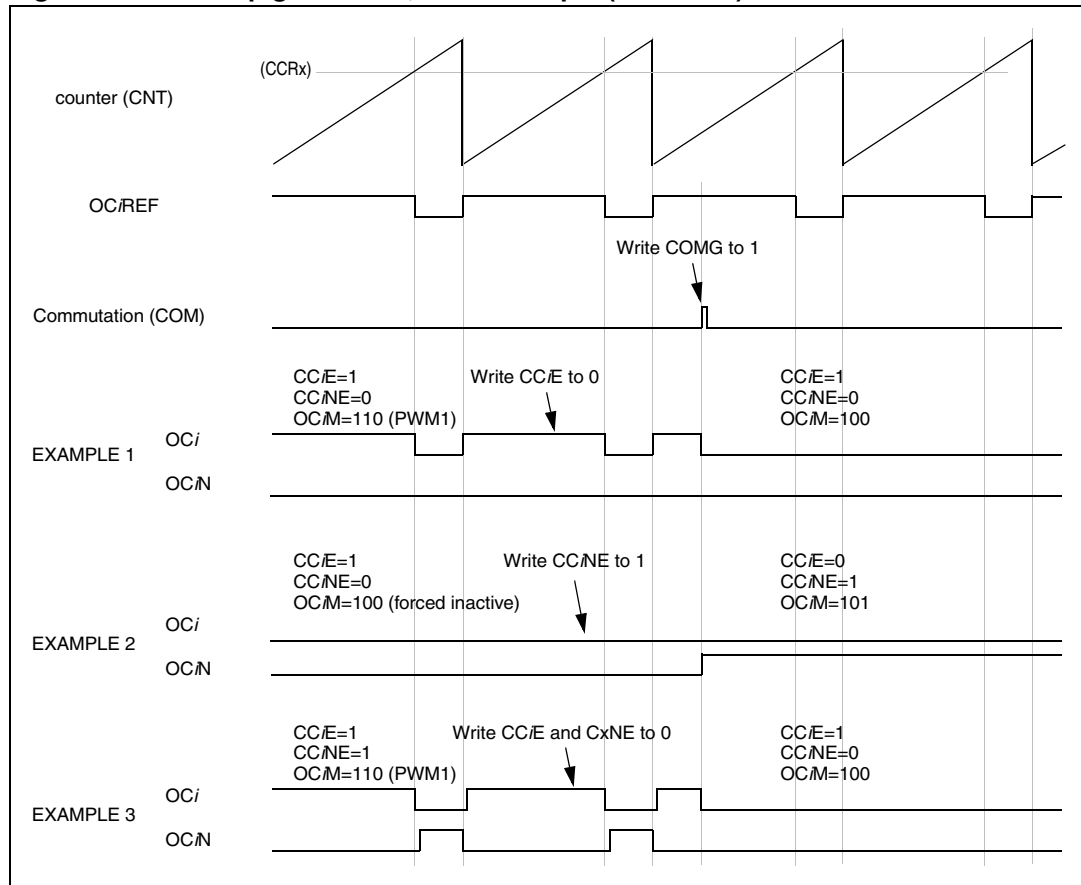 (CCRx)
counter (CNT)
OCiREF
Write COMG to 1
Commutation (COM)
CCiE=1
CCiNE=0
OCiM=110 (PWM1)
Write CCiE to 0
CCiE=1
CCiNE=0
OCiM=100
OCi
EXAMPLE 1
OCiN
CCiE=1
CCiNE=0
OCiM=100 (forced inactive)
Write CCiNE to 1
CCiE=0
CCiNE=1
OCiM=101
OCi
EXAMPLE 2
OCiN
CCiE=1
CCiNE=1
OCiM=110 (PWM1)
Write CCiE and CxNE to 0
CCiE=1
CCiNE=0
OCiM=100
OCi
EXAMPLE 3
OCiN